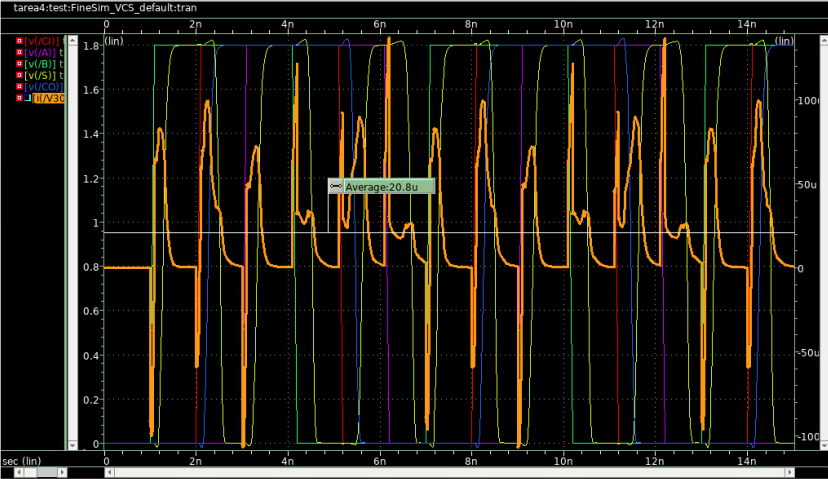 tarea4:test:FineSim_VCS_default:tran
0 2n 4n 6n 8n 10n 12n 14n
[v(/CI)] t
[v(/A)] t
[v(/B)] t
[v(/S)] t
[v(/CO)]
[i(/V30
(lin) (lin)
1.8
1.6
1.4 100u
1.2 50u
Average:20.8u
1
0.8 0
0.6
0.4 -50u
0.2
0 -100u
sec (lin) 0 2n 4n 6n 8n 10n 12n 14n